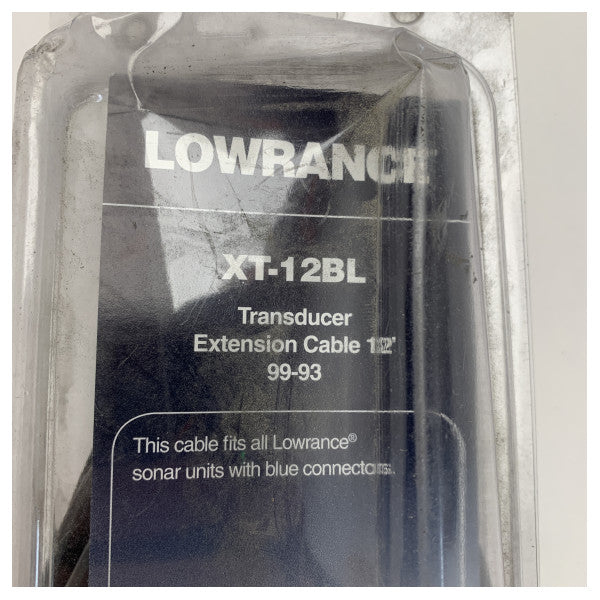 LOWRANCE
XT-12BL
Transducer
Extension Cable 12'
99-93
This cable fits all Lowrance®
sonar units with blue connectors.